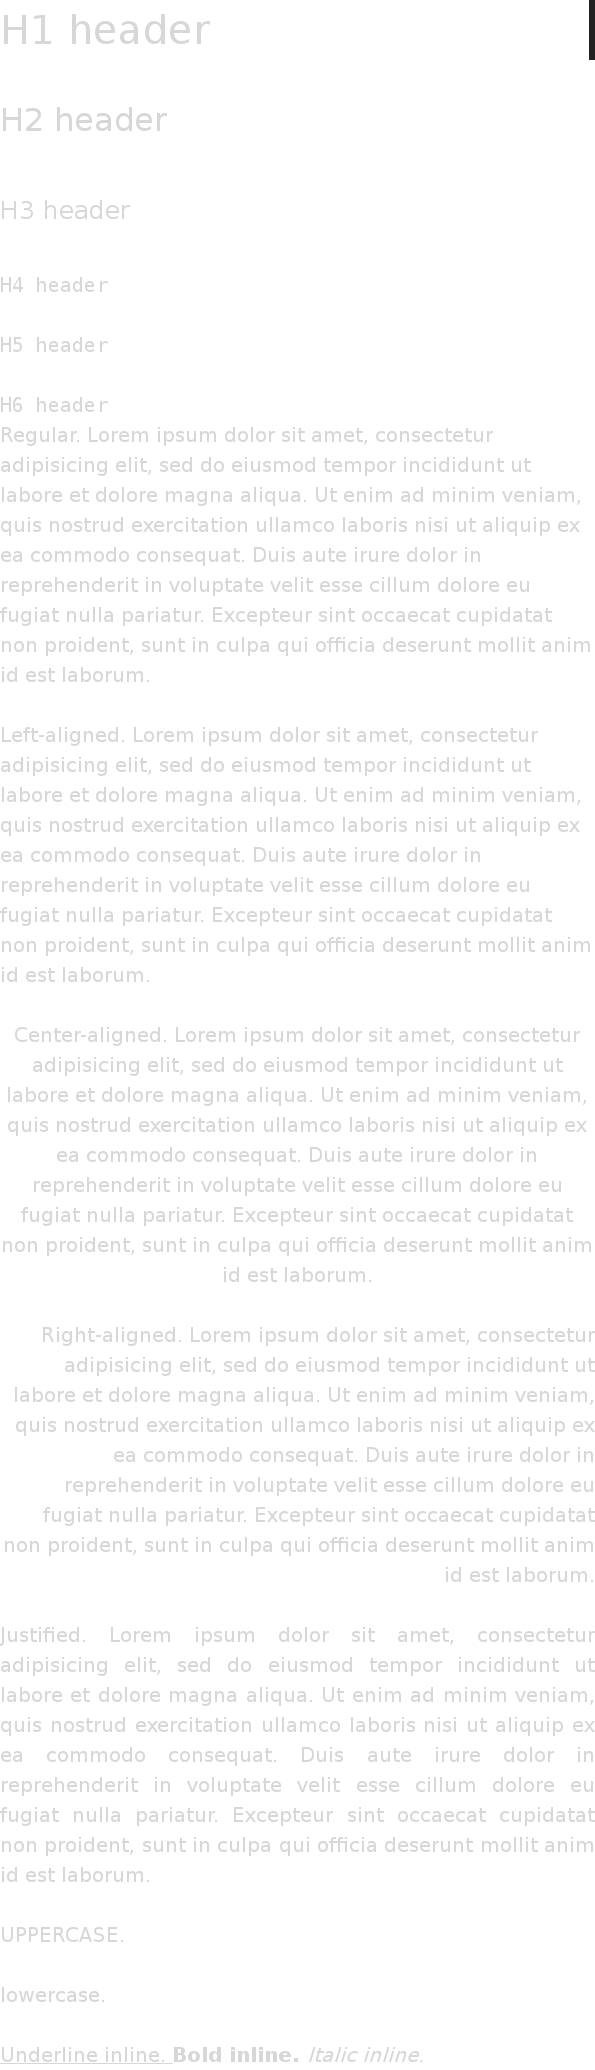 H1 header
H2 header
H3 header
H4 header
H5 header
H6 header
Regular. Lorem ipsum dolor sit amet, consectetur
adipisicing elit, sed do eiusmod tempor incididunt ut
labore et dolore magna aliqua. Ut enim ad minim veniam,
quis nostrud exercitation ullamco laboris nisi ut aliquip ex
ea commodo consequat. Duis aute irure dolor in
reprehenderit in voluptate velit esse cillum dolore eu
fugiat nulla pariatur. Excepteur sint occaecat cupidatat
non proident, sunt in culpa qui officia deserunt mollit anim
id est laborum.
Left-aligned. Lorem ipsum dolor sit amet, consectetur
adipisicing elit, sed do eiusmod tempor incididunt ut
labore et dolore magna aliqua. Ut enim ad minim veniam,
quis nostrud exercitation ullamco laboris nisi ut aliquip ex
ea commodo consequat. Duis aute irure dolor in
reprehenderit in voluptate velit esse cillum dolore eu
fugiat nulla pariatur. Excepteur sint occaecat cupidatat
non proident, sunt in culpa qui officia deserunt mollit anim
id est laborum.
Center-aligned. Lorem ipsum dolor sit amet, consectetur
adipisicing elit, sed do eiusmod tempor incididunt ut
labore et dolore magna aliqua. Ut enim ad minim veniam,
quis nostrud exercitation ullamco laboris nisi ut aliquip ex
ea commodo consequat. Duis aute irure dolor in
reprehenderit in voluptate velit esse cillum dolore eu
fugiat nulla pariatur. Excepteur sint occaecat cupidatat
non proident, sunt in culpa qui officia deserunt mollit anim
id est laborum.
Right-aligned. Lorem ipsum dolor sit amet, consectetur
adipisicing elit, sed do eiusmod tempor incididunt ut
labore et dolore magna aliqua. Ut enim ad minim veniam,
quis nostrud exercitation ullamco laboris nisi ut aliquip ex
ea commodo consequat. Duis aute irure dolor in
reprehenderit in voluptate velit esse cillum dolore eu
fugiat nulla pariatur. Excepteur sint occaecat cupidatat
non proident, sunt in culpa qui officia deserunt mollit anim
id est laborum.
Justified. Lorem ipsum dolor sit amet, consectetur
adipisicing elit, sed do eiusmod tempor incididunt ut
labore et dolore magna aliqua. Ut enim ad minim veniam,
quis nostrud exercitation ullamco laboris nisi ut aliquip ex
ea commodo consequat. Duis aute irure dolor in
reprehenderit in voluptate velit esse cillum dolore eu
fugiat nulla pariatur. Excepteur sint occaecat cupidatat
non proident, sunt in culpa qui officia deserunt mollit anim
id est laborum.
UPPERCASE.
lowercase.
Underline inline. Bold inline. Italic inline.